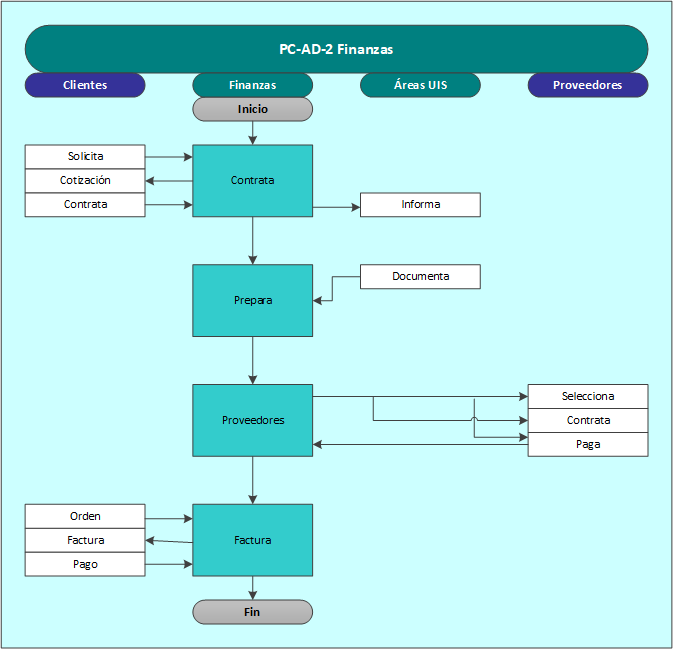 PC-AD-2 Finanzas
Clientes
Finanzas
Áreas UIS
Proveedores
Inicio
Solicita
Cotización
Contrata
Contrata
Informa
Documenta
Prepara
Proveedores
Selecciona
Contrata
Paga
Orden
Factura
Pago
Factura
Fin